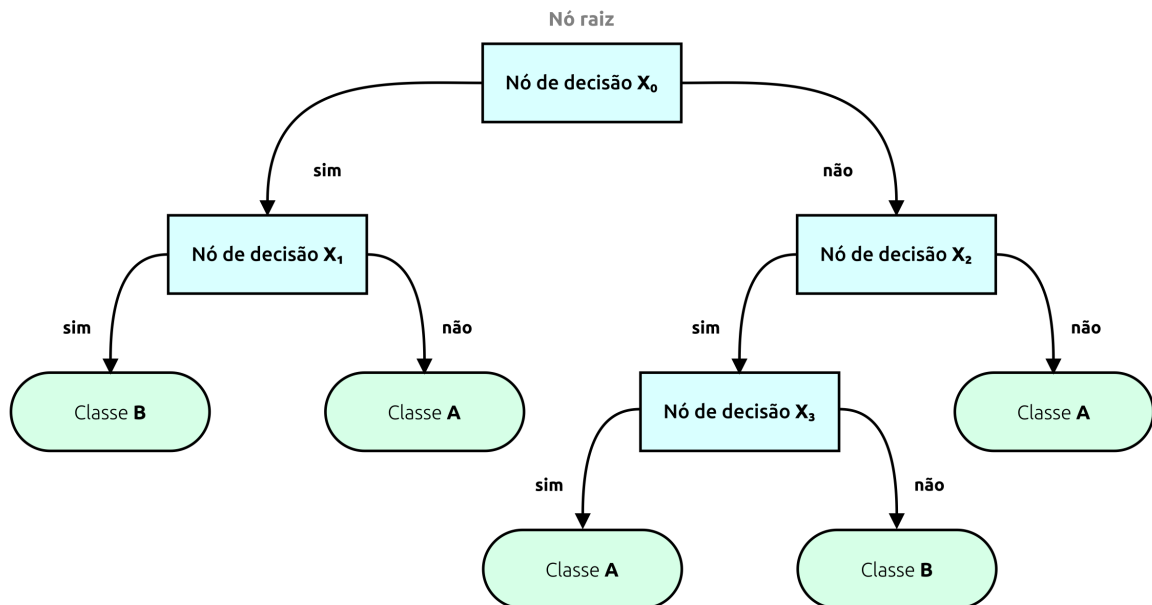 Nó raiz
Nó de decisão X₀
sim
não
Nó de decisão X₁
Nó de decisão X₂
sim
não
sim
não
Classe B
Classe A
Nó de decisão X₃
Classe A
sim
não
Classe A
Classe B